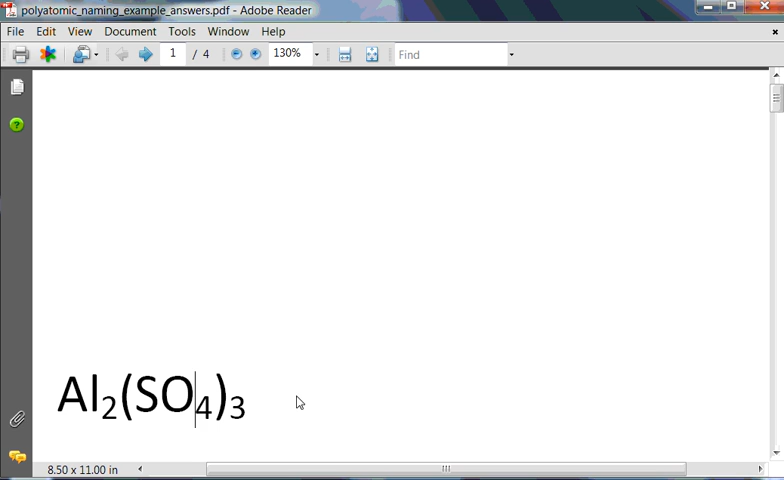 polyatomic_naming_example_answers.pdf - Adobe Reader
File Edit View Document Tools Window Help
1 / 4 130% Find
Al₂(SO₄)₃
8.50 x 11.00 in